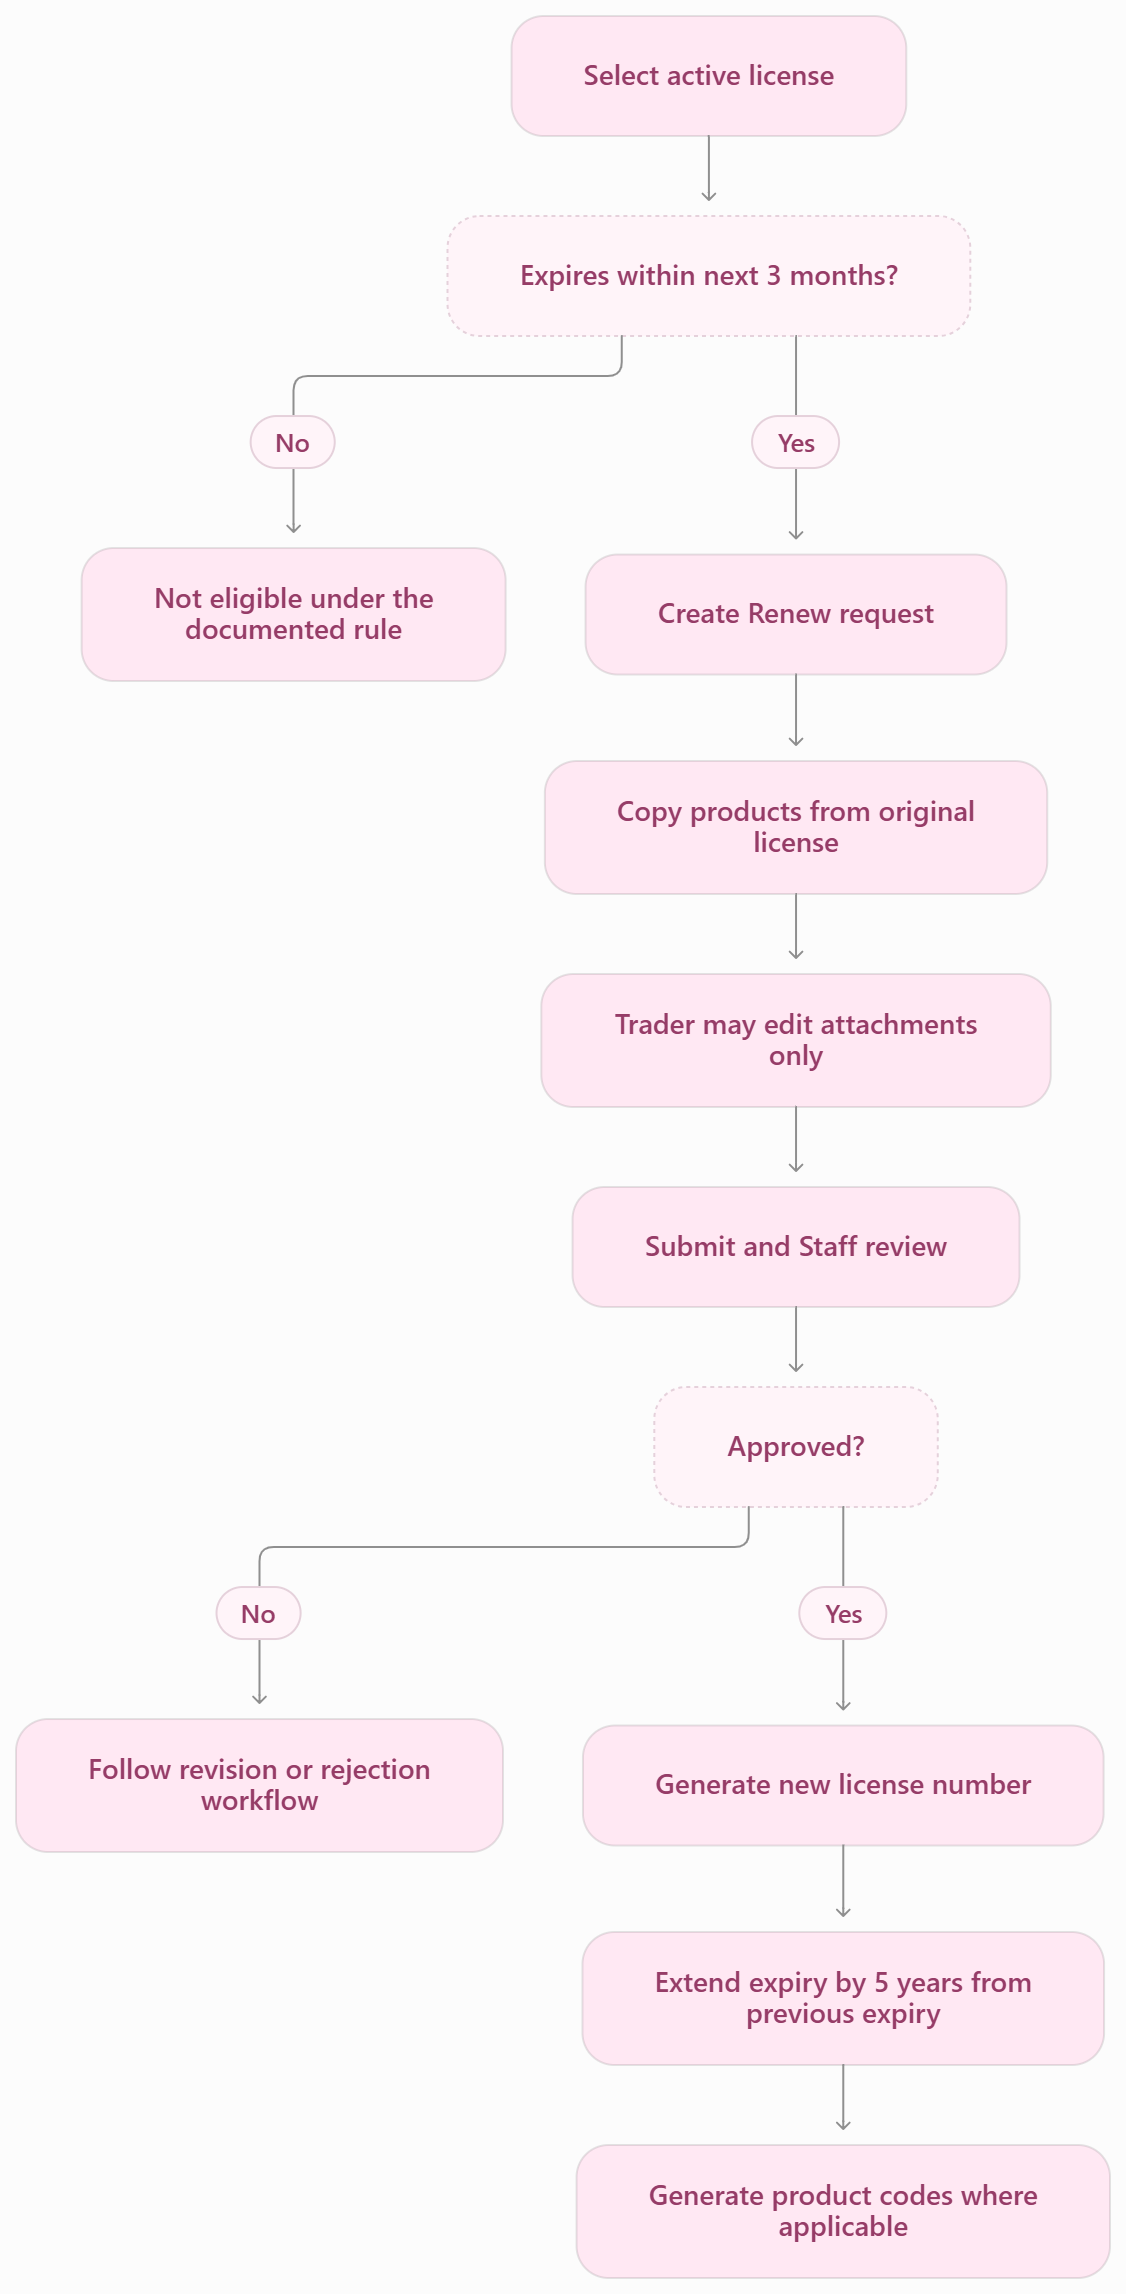 Select active license
Expires within next 3 months?
No
Yes
Not eligible under the
documented rule
Create Renew request
Copy products from original
license
Trader may edit attachments
only
Submit and Staff review
Approved?
No
Yes
Follow revision or rejection
workflow
Generate new license number
Extend expiry by 5 years from
previous expiry
Generate product codes where
applicable